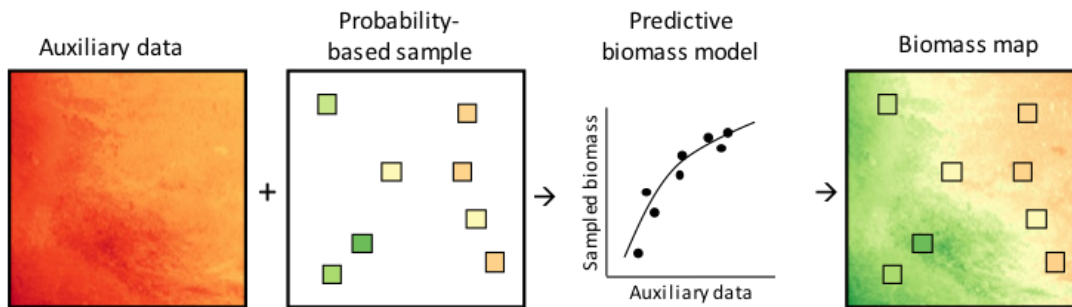 Auxiliary data
Probability-
based sample
Predictive
biomass model
Biomass map
+
→
Sampled biomass
Auxiliary data
→